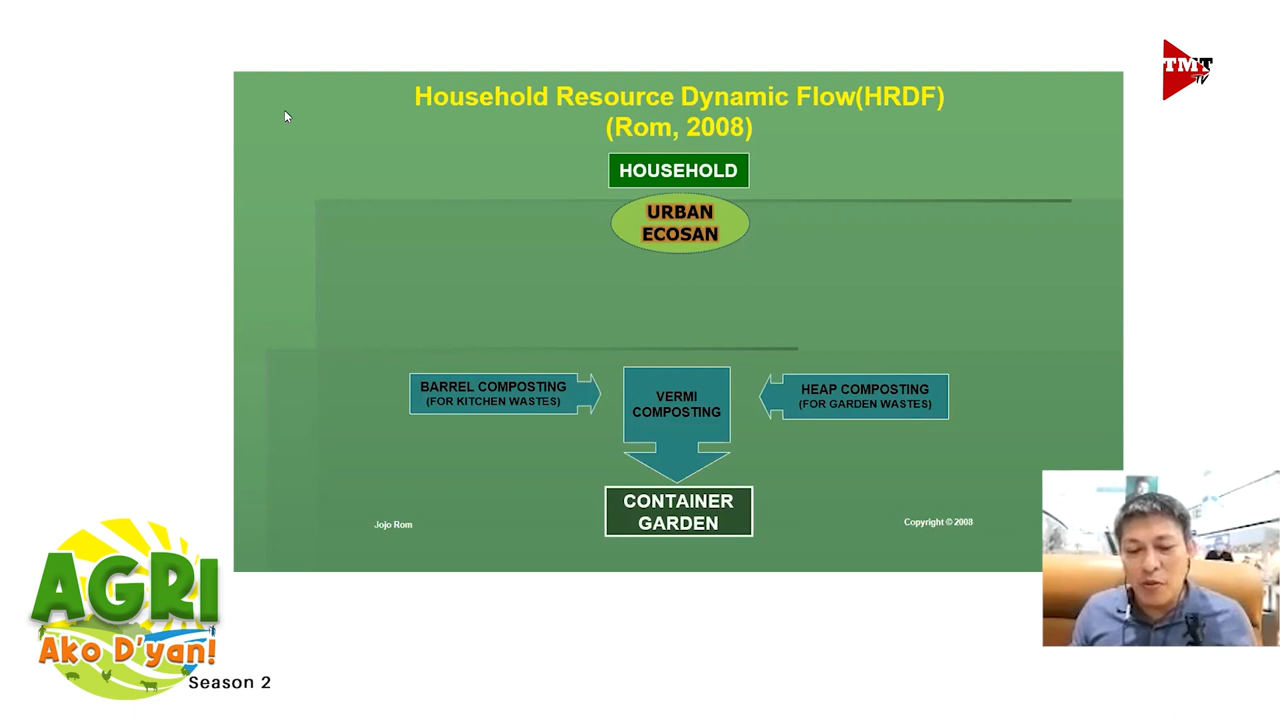 TMT
TV
Household Resource Dynamic Flow(HRDF)
(Rom, 2008)
HOUSEHOLD
URBAN
ECOSAN
BARREL COMPOSTING
(FOR KITCHEN WASTES)
VERMI
COMPOSTING
HEAP COMPOSTING
(FOR GARDEN WASTES)
CONTAINER
GARDEN
Jojo Rom
Copyright © 2008
AGRI
Ako D'yan!
Season 2